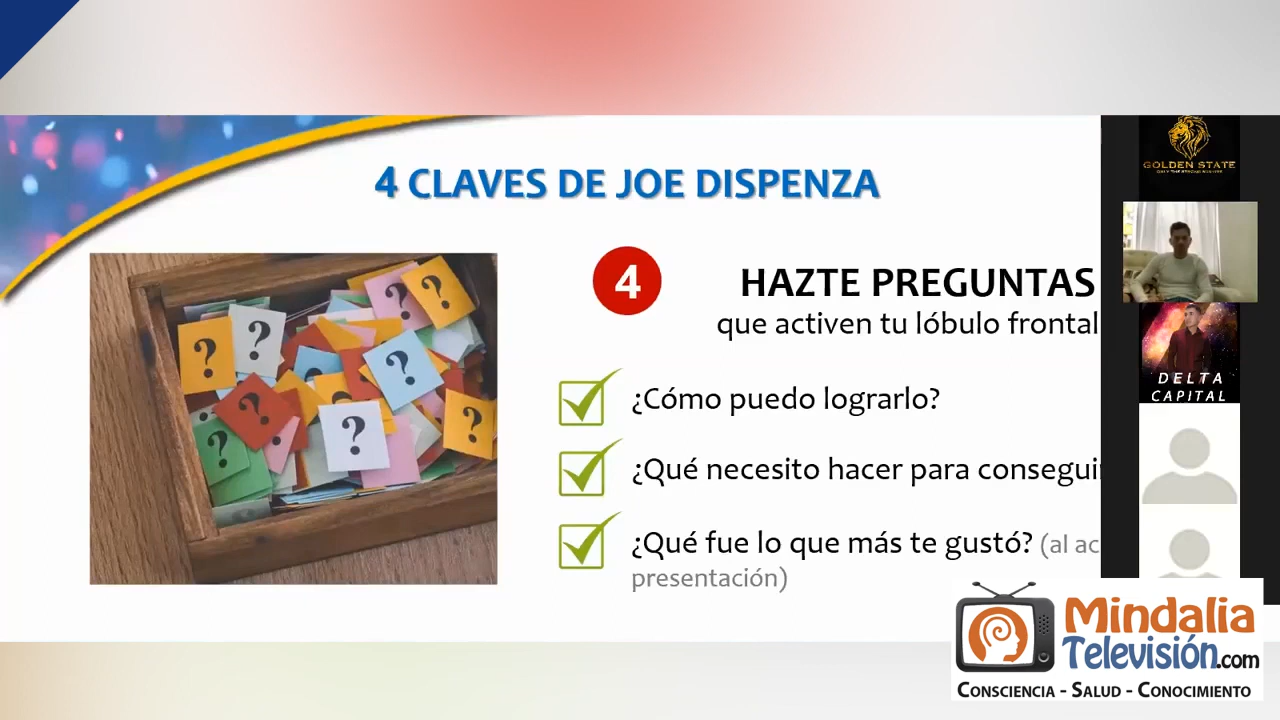 4 CLAVES DE JOE DISPENZA
4
HAZTE PREGUNTAS
que activen tu lóbulo frontal
¿Cómo puedo lograrlo?
¿Qué necesito hacer para consegui
¿Qué fue lo que más te gustó? (al ac
presentación)
? ? ? ? ? ? ? ? ?
GOLDEN STATE
DELTA
CAPITAL
Mindalia
Televisión.com
CONSCIENCIA - SALUD - CONOCIMIENTO